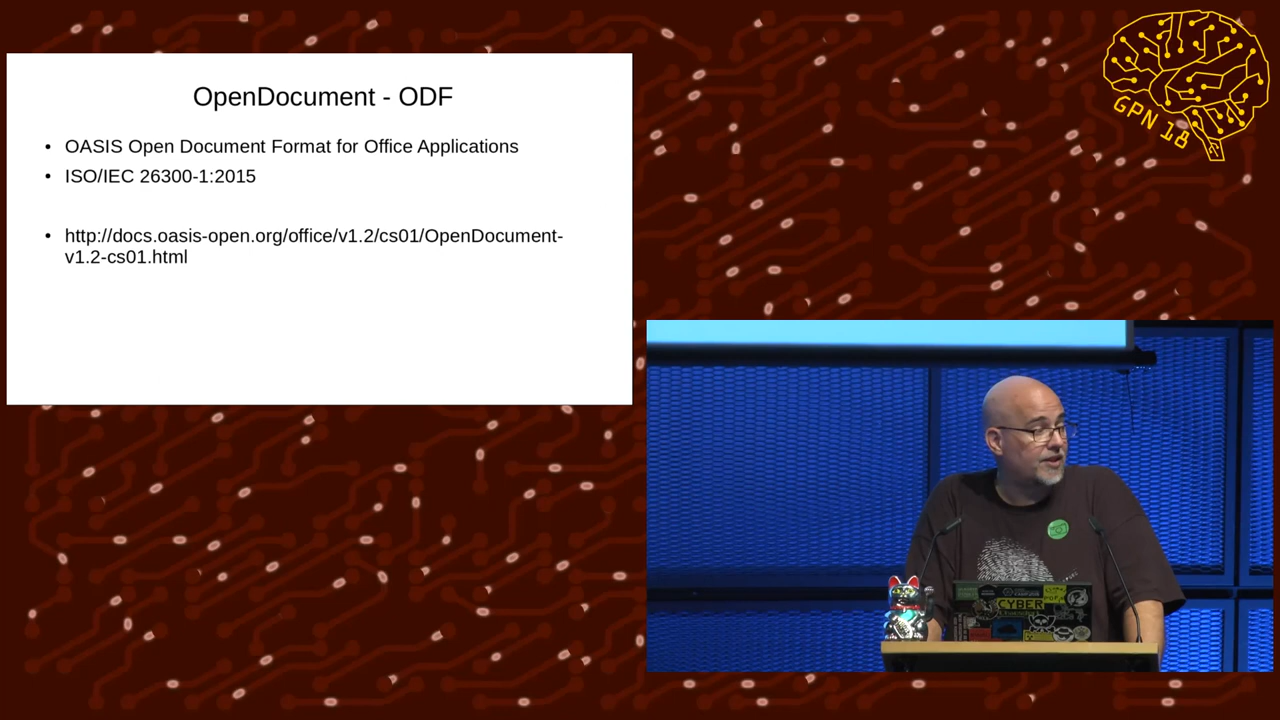 OpenDocument - ODF
• OASIS Open Document Format for Office Applications
• ISO/IEC 26300-1:2015
• http://docs.oasis-open.org/office/v1.2/cs01/OpenDocument-
v1.2-cs01.html
GPN 18
CYBER